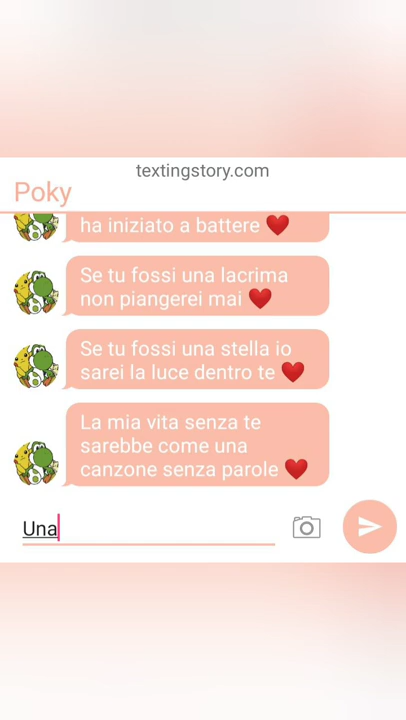 textingstory.com
Poky
ha iniziato a battere ❤️
Se tu fossi una lacrima
non piangerei mai ❤️
Se tu fossi una stella io
sarei la luce dentro te ❤️
La mia vita senza te
sarebbe come una
canzone senza parole ❤️
Una